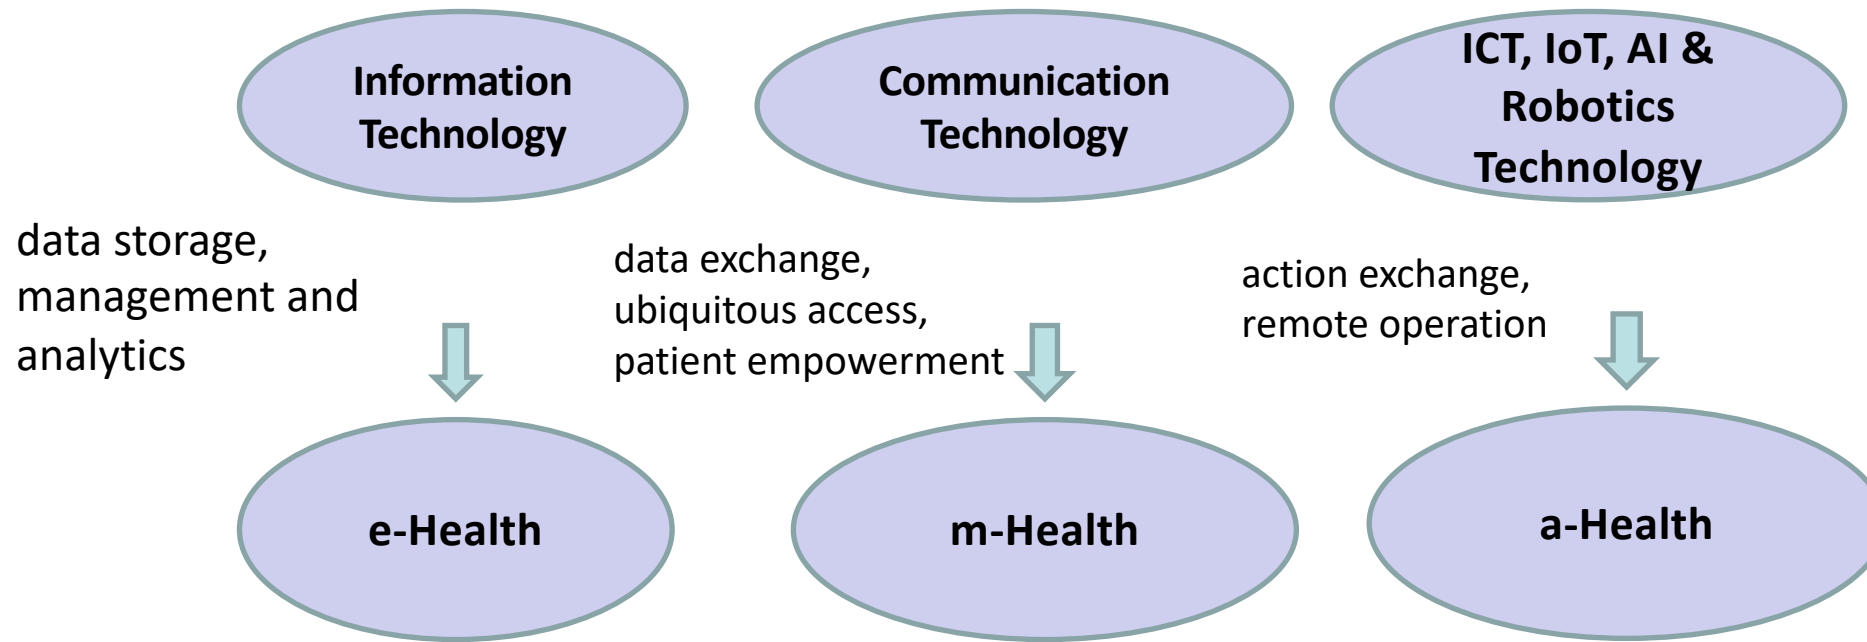 Information
Technology
Communication
Technology
ICT, IoT, AI &
Robotics
Technology
data storage,
management and
analytics
data exchange,
ubiquitous access,
patient empowerment
action exchange,
remote operation
e-Health
m-Health
a-Health